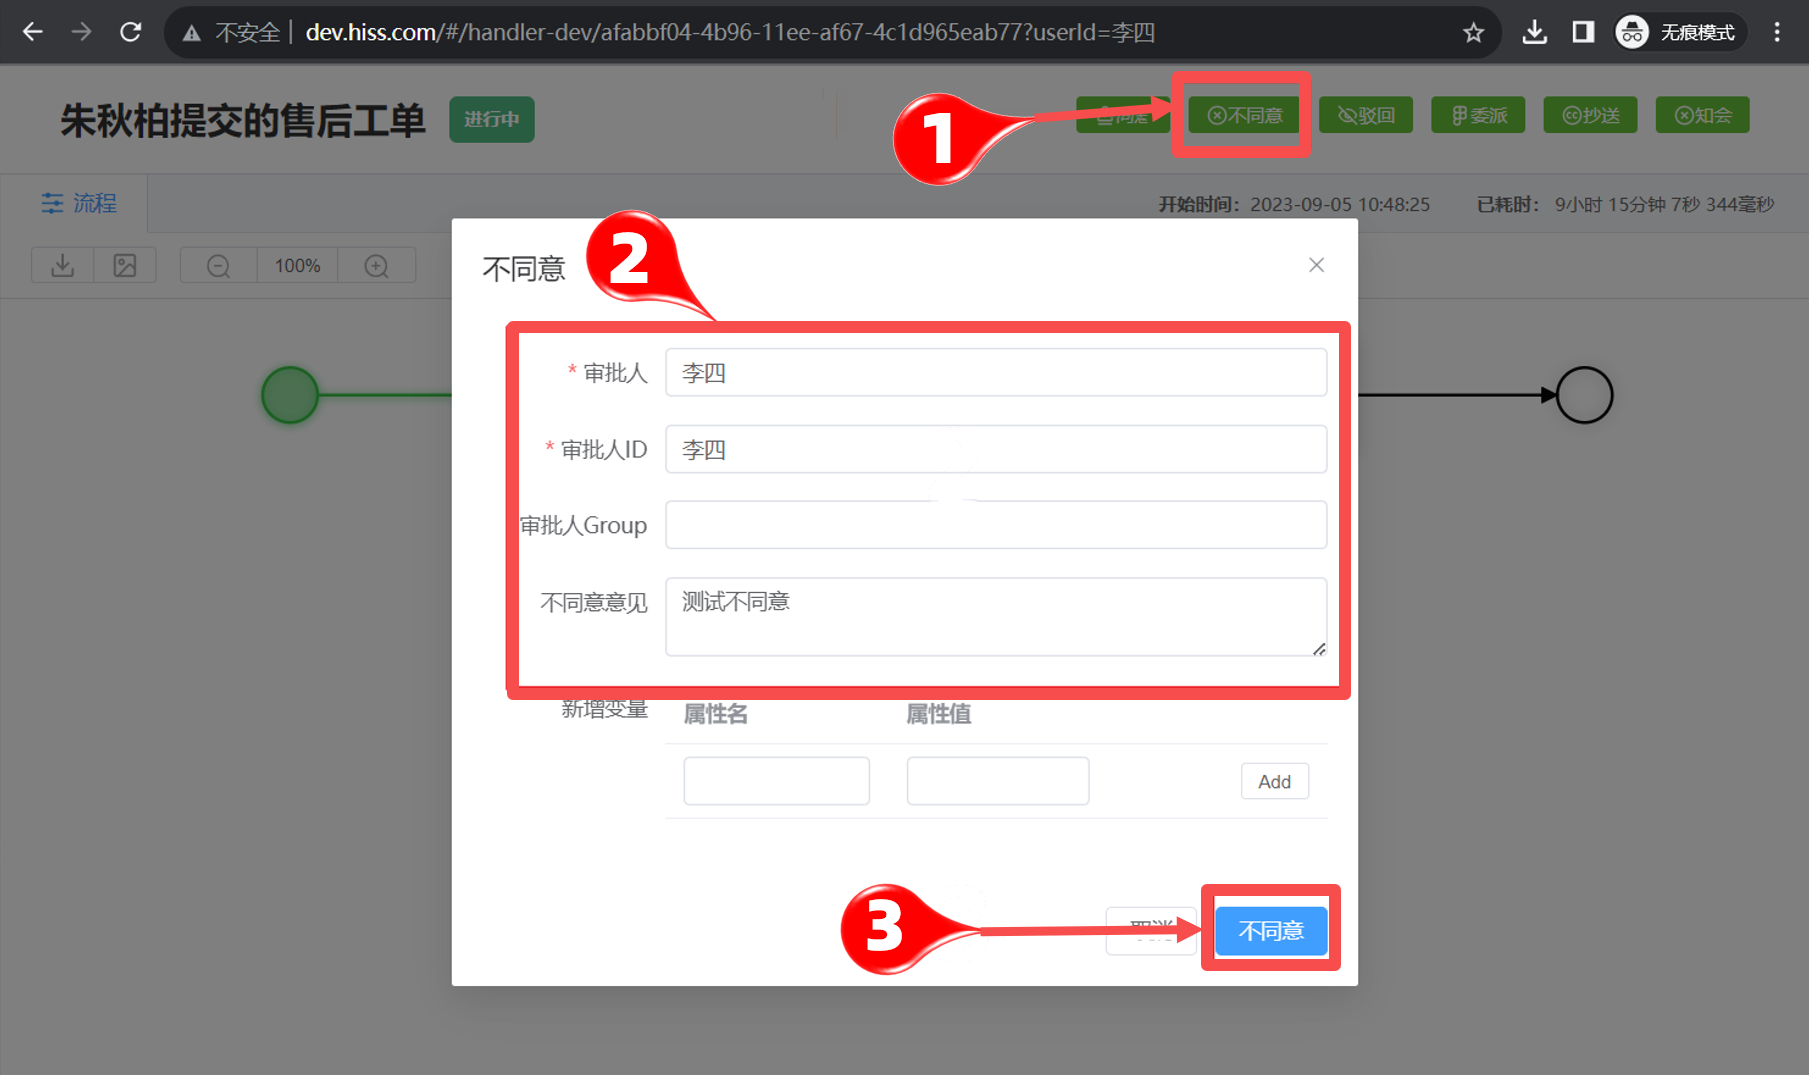 不安全 dev.hiss.com/#/handler-dev/afabbf04-4b96-11ee-af67-4c1d965eab77?userId=李四
无痕模式
朱秋柏提交的售后工单
进行中
1
不同意
驳回
委派
抄送
知会
流程
开始时间: 2023-09-05 10:48:25
已耗时: 9小时 15分钟 7秒 344毫秒
100%
不同意
2
* 审批人
李四
* 审批人ID
李四
审批人Group
不同意意见
测试不同意
新增变量
属性名
属性值
Add
3
不同意